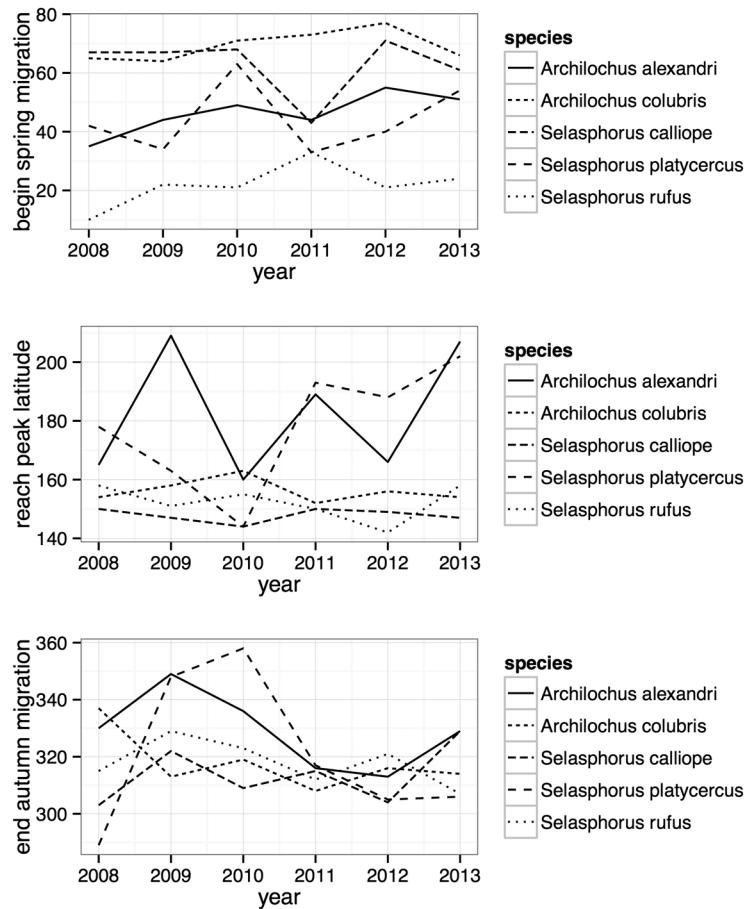 begin spring migration
80
60
40
20
2008 2009 2010 2011 2012 2013
year
species
Archilochus alexandri
Archilochus colubris
Selasphorus calliope
Selasphorus platycercus
Selasphorus rufus
reach peak latitude
200
180
160
140
2008 2009 2010 2011 2012 2013
year
species
Archilochus alexandri
Archilochus colubris
Selasphorus calliope
Selasphorus platycercus
Selasphorus rufus
end autumn migration
360
340
320
300
2008 2009 2010 2011 2012 2013
year
species
Archilochus alexandri
Archilochus colubris
Selasphorus calliope
Selasphorus platycercus
Selasphorus rufus